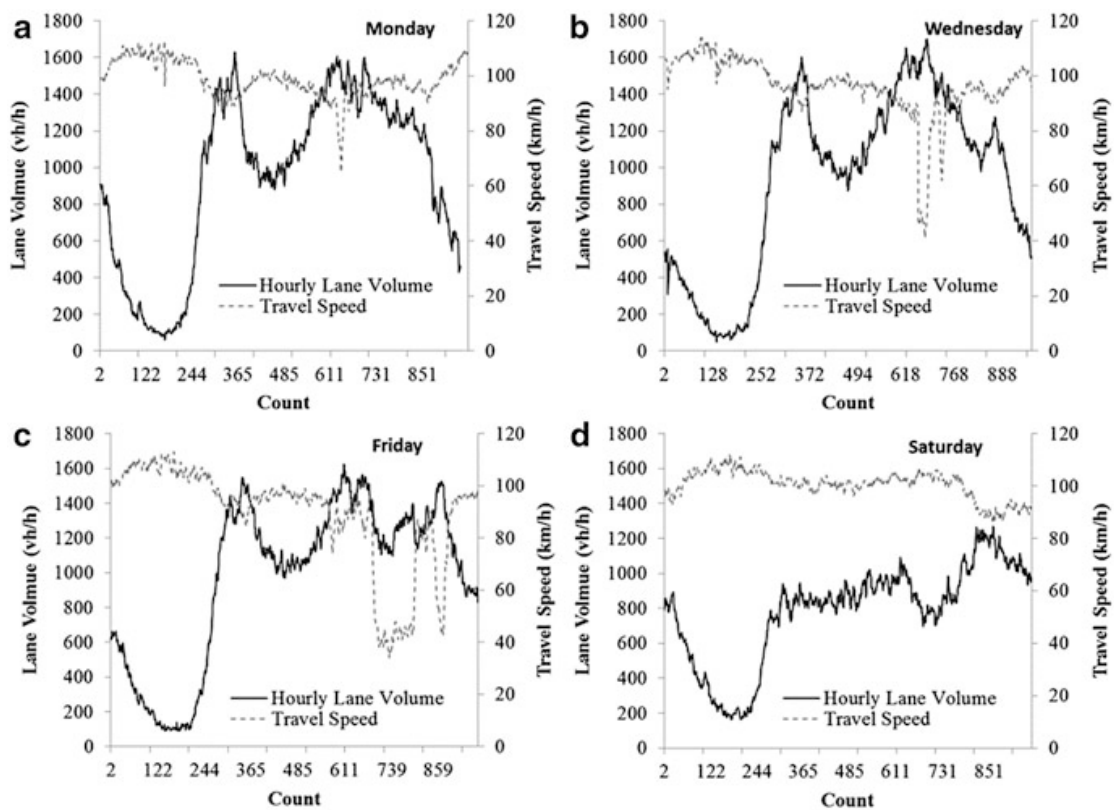 a
Monday
1800
1600
1400
1200
1000
800
600
400
200
0
Lane Volmue (vh/h)
120
100
80
60
40
20
0
Travel Speed (km/h)
Hourly Lane Volume
Travel Speed
2 122 244 365 485 611 731 851
Count
b
Wednesday
1800
1600
1400
1200
1000
800
600
400
200
0
Lane Volmue (vh/h)
120
100
80
60
40
20
0
Travel Speed (km/h)
Hourly Lane Volume
Travel Speed
2 128 252 372 494 618 768 888
Count
c
Friday
1800
1600
1400
1200
1000
800
600
400
200
0
Lane Volmue (vh/h)
120
100
80
60
40
20
0
Travel Speed (km/h)
Hourly Lane Volume
Travel Speed
2 122 244 365 485 611 739 859
Count
d
Saturday
1800
1600
1400
1200
1000
800
600
400
200
0
Lane Volmue (vh/h)
120
100
80
60
40
20
0
Travel Speed (km/h)
Hourly Lane Volume
Travel Speed
2 122 244 365 485 611 731 851
Count